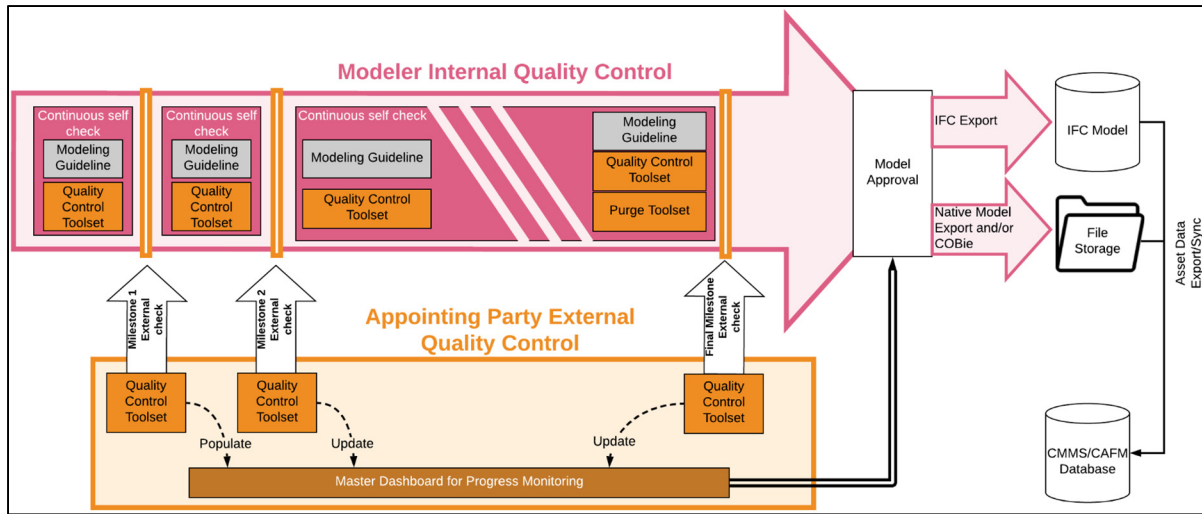 Modeler Internal Quality Control
Continuous self
check
Modeling
Guideline
Quality
Control
Toolset
Continuous self
check
Modeling
Guideline
Quality
Control
Toolset
Continuous self check
Modeling Guideline
Quality Control Toolset
Modeling
Guideline
Quality Control
Toolset
Purge Toolset
Model
Approval
IFC Export
IFC Model
Native Model
Export and/or
COBie
File
Storage
Asset Data
Export/Sync
Milestone 1
External
check
Milestone 2
External
check
Final Milestone External
check
Appointing Party External
Quality Control
Quality
Control
Toolset
Quality
Control
Toolset
Quality
Control
Toolset
Populate
Update
Update
Master Dashboard for Progress Monitoring
CMMS/CAFM
Database